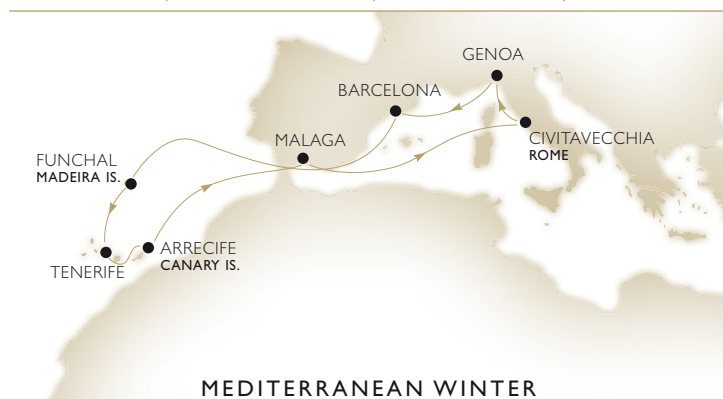 GENOA
BARCELONA
MALAGA
CIVITAVECCHIA
ROME
FUNCHAL
MADEIRA IS.
ARRECIFE
CANARY IS.
TENERIFE
MEDITERRANEAN WINTER